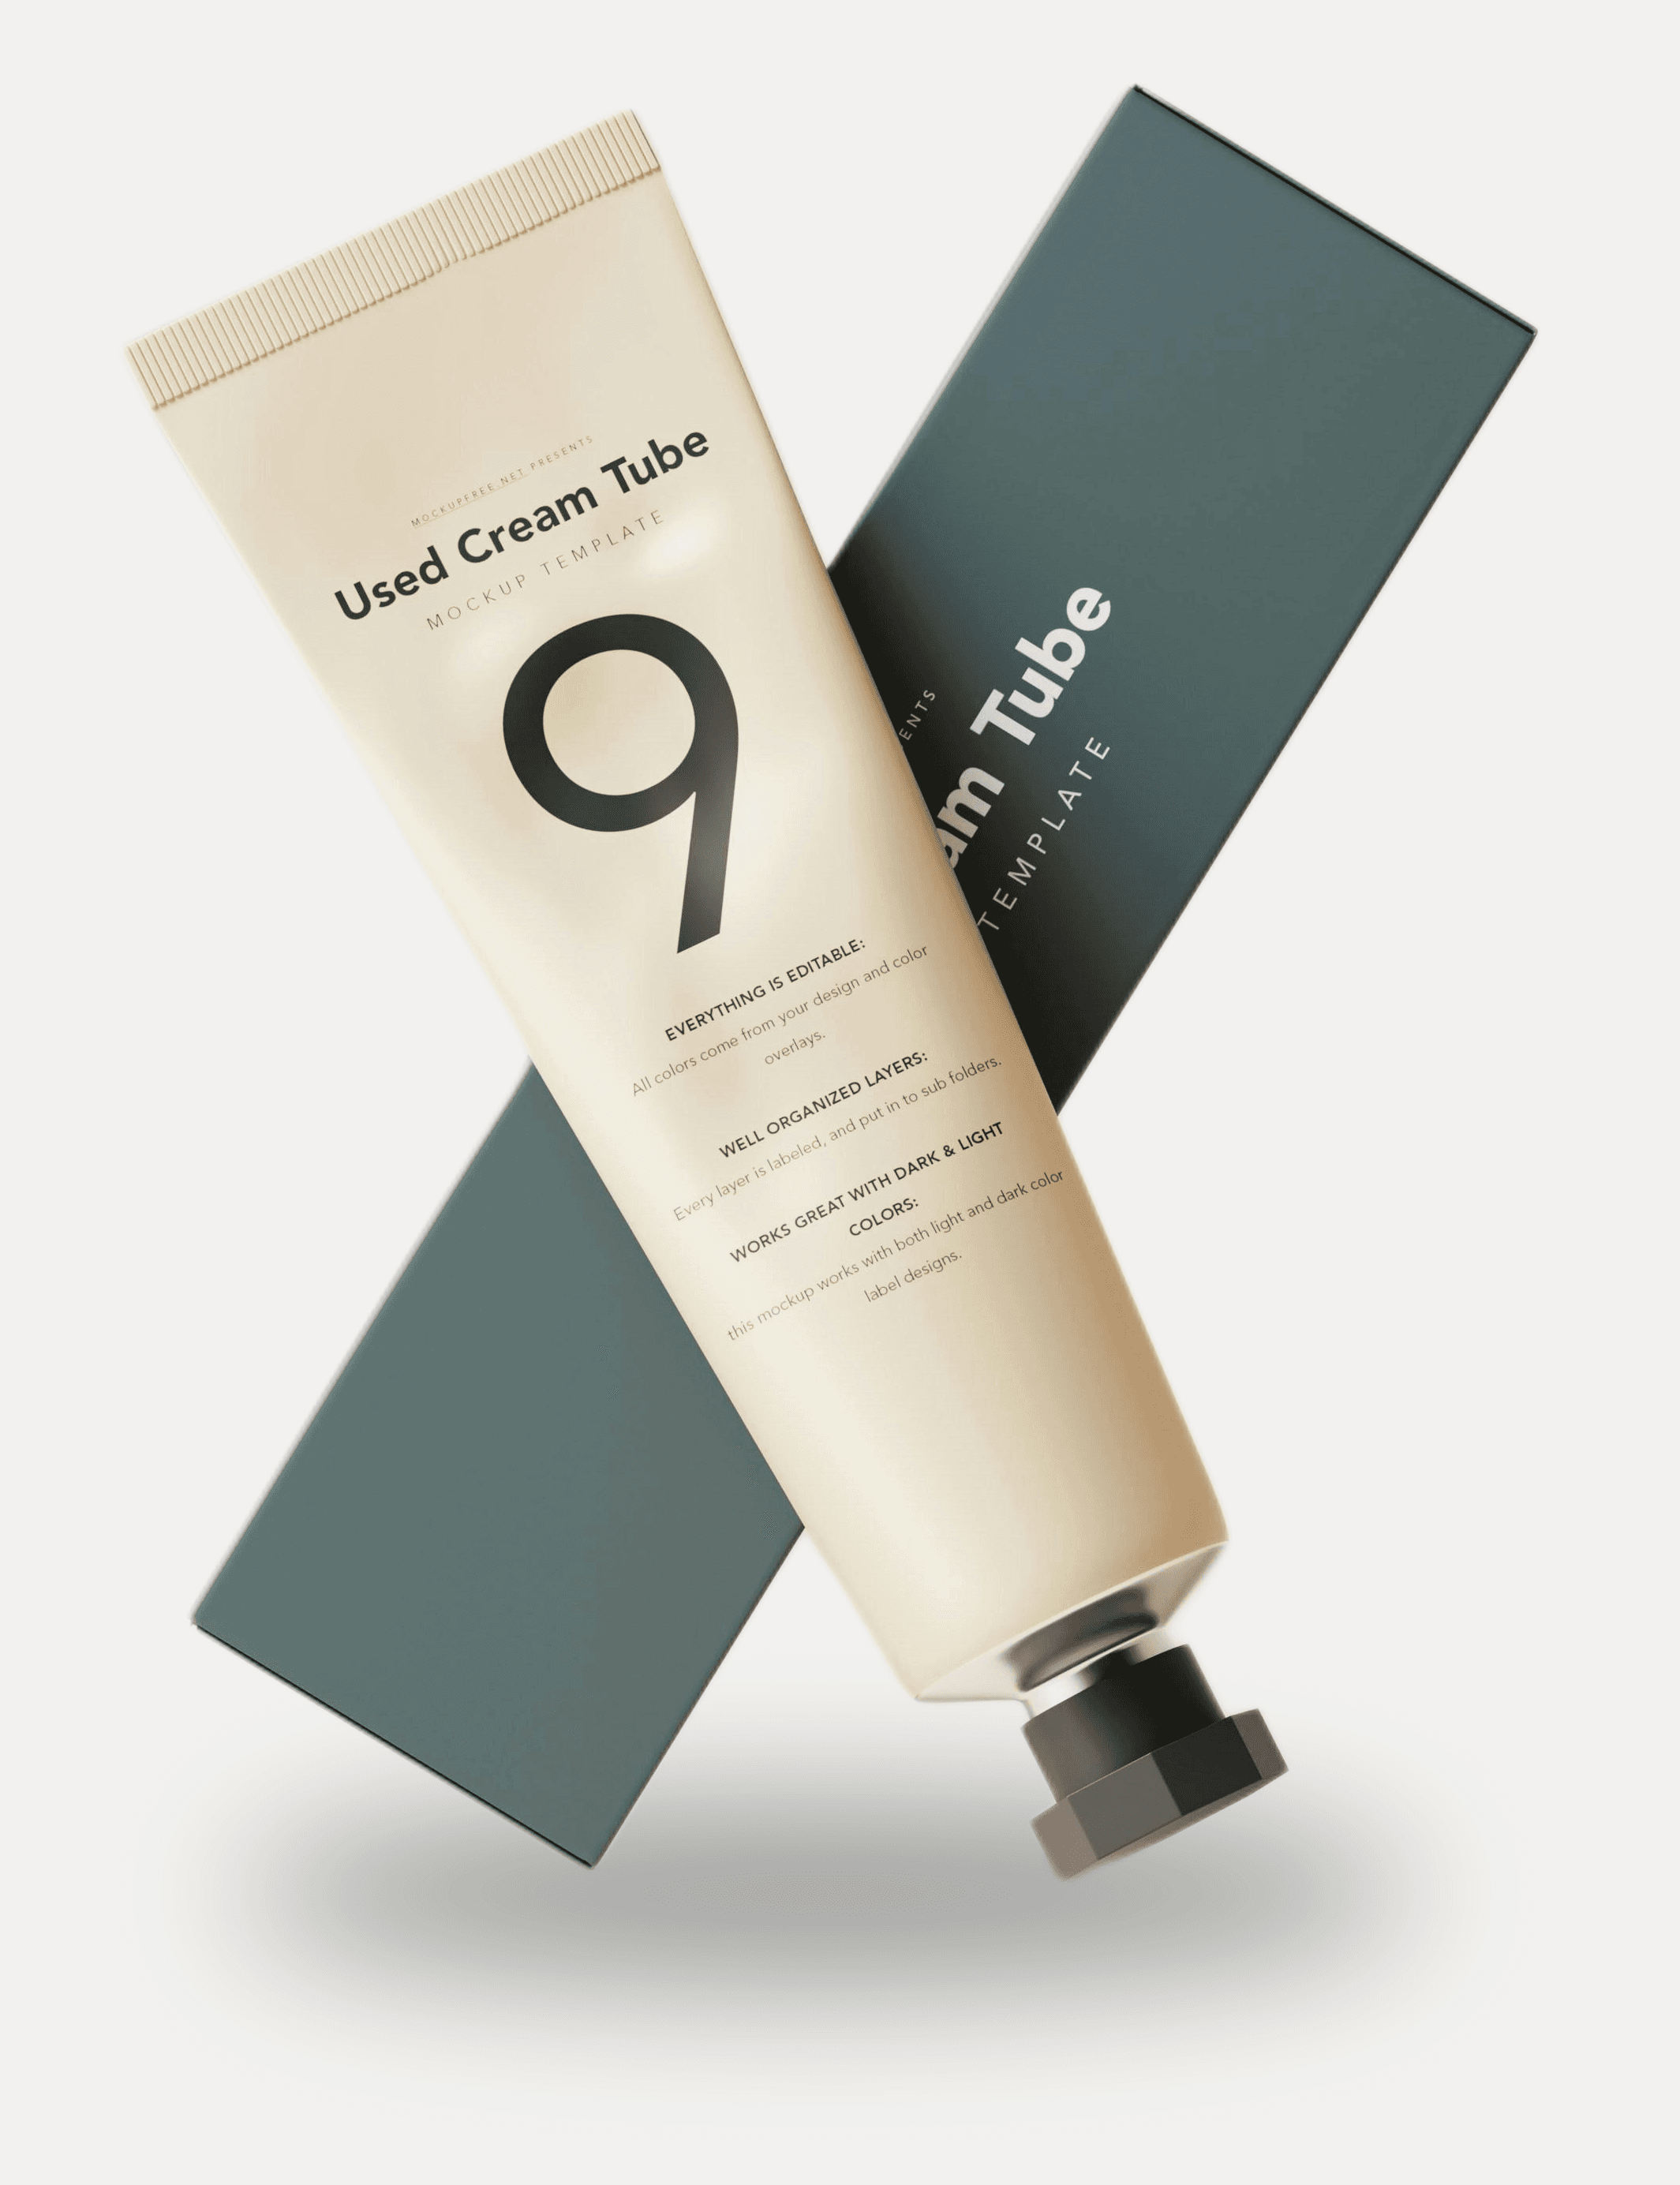 MOCKUPFREE.NET PRESENTS
Used Cream Tube
MOCKUP TEMPLATE
9
EVERYTHING IS EDITABLE:
All colors come from your design and color
overlays.
WELL ORGANIZED LAYERS:
Every layer is labeled, and put in to sub folders.
WORKS GREAT WITH DARK & LIGHT
COLORS:
this mockup works with both light and dark color
label designs.
ENTS
am Tube
TEMPLATE